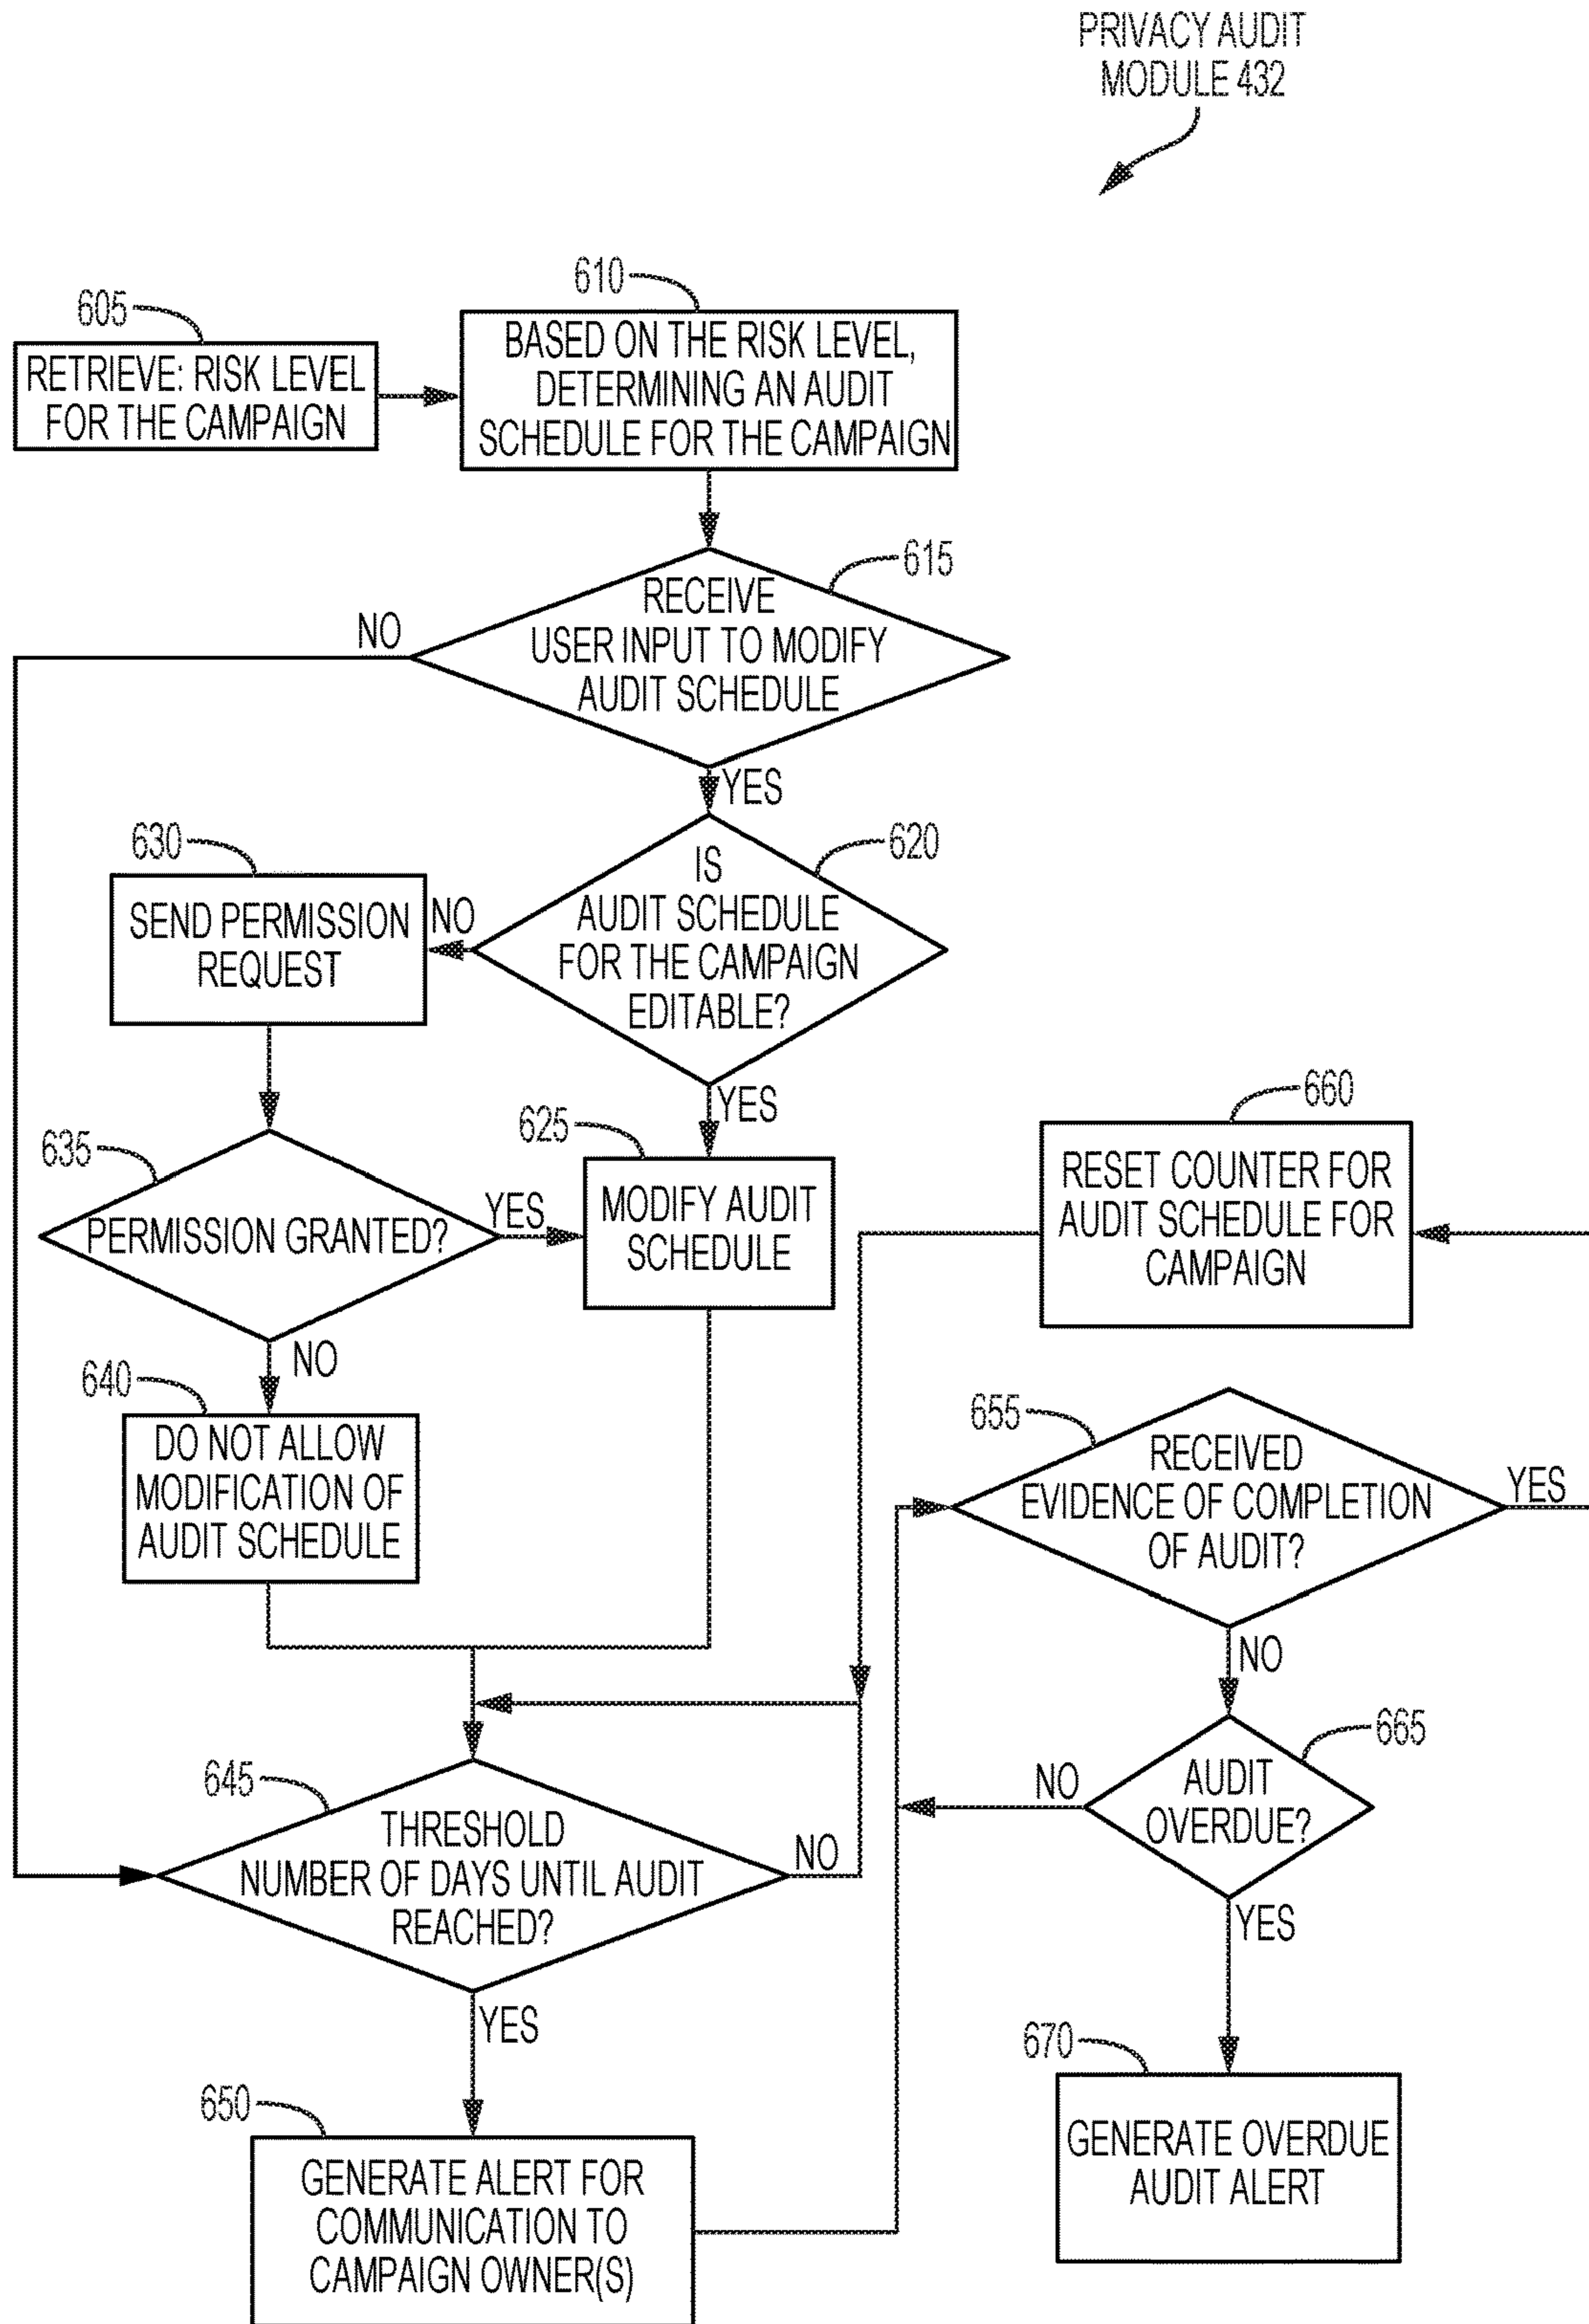 PRIVACY AUDIT
MODULE 432
605
RETRIEVE: RISK LEVEL
FOR THE CAMPAIGN
610
BASED ON THE RISK LEVEL,
DETERMINING AN AUDIT
SCHEDULE FOR THE CAMPAIGN
615
RECEIVE
USER INPUT TO MODIFY
AUDIT SCHEDULE
NO
YES
620
IS
AUDIT SCHEDULE
FOR THE CAMPAIGN
EDITABLE?
NO
YES
630
SEND PERMISSION
REQUEST
635
PERMISSION GRANTED?
YES
NO
625
MODIFY AUDIT
SCHEDULE
640
DO NOT ALLOW
MODIFICATION OF
AUDIT SCHEDULE
645
THRESHOLD
NUMBER OF DAYS UNTIL AUDIT
REACHED?
NO
YES
650
GENERATE ALERT FOR
COMMUNICATION TO
CAMPAIGN OWNER(S)
660
RESET COUNTER FOR
AUDIT SCHEDULE FOR
CAMPAIGN
655
RECEIVED
EVIDENCE OF COMPLETION
OF AUDIT?
YES
NO
665
AUDIT
OVERDUE?
NO
YES
670
GENERATE OVERDUE
AUDIT ALERT